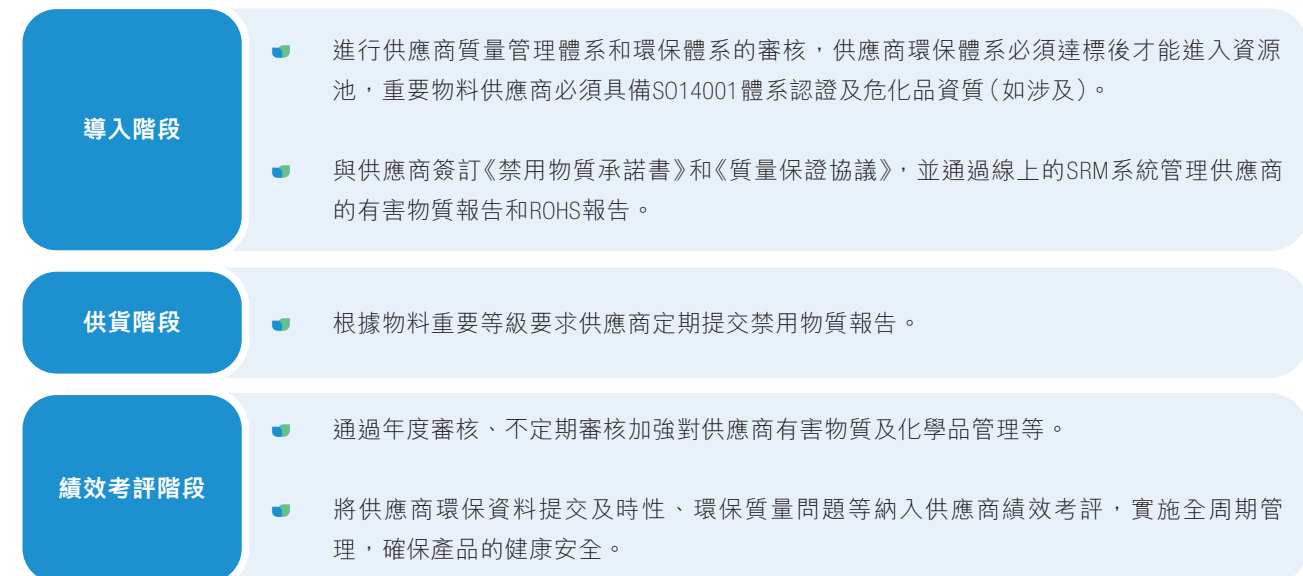 導入階段
進行供應商質量管理體系和環保體系的審核，供應商環保體系必須達標後才能進入資源
池，重要物料供應商必須具備SO14001體系認證及危化品資質（如涉及）。
與供應商簽訂《禁用物質承諾書》和《質量保證協議》，並通過線上的SRM系統管理供應商
的有害物質報告和ROHS報告。
供貨階段
根據物料重要等級要求供應商定期提交禁用物質報告。
績效考評階段
通過年度審核、不定期審核加強對供應商有害物質及化學品管理等。
將供應商環保資料提交及時性、環保質量問題等納入供應商績效考評，實施全周期管
理，確保產品的健康安全。